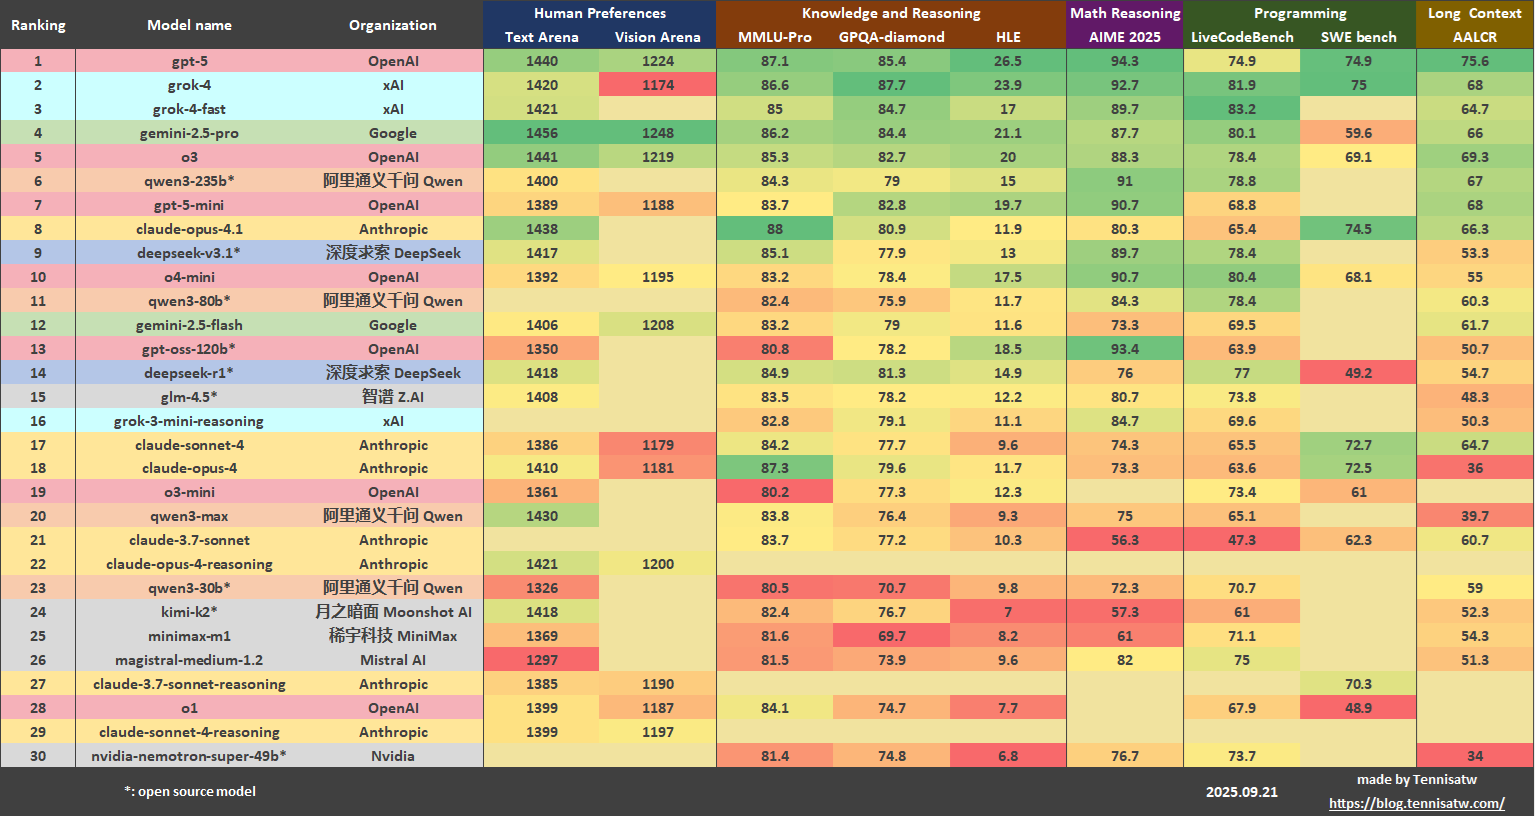 Ranking Model name Organization Human Preferences Knowledge and Reasoning Math Reasoning Programming Long Context
Text Arena Vision Arena MMLU-Pro GPQA-diamond HLE AIME 2025 LiveCodeBench SWE bench AALCR
1 gpt-5 OpenAI 1440 1224 87.1 85.4 26.5 94.3 74.9 74.9 75.6
2 grok-4 xAI 1420 1174 86.6 87.7 23.9 92.7 81.9 75 68
3 grok-4-fast xAI 1421 85 84.7 17 89.7 83.2 64.7
4 gemini-2.5-pro Google 1456 1248 86.2 84.4 21.1 87.7 80.1 59.6 66
5 o3 OpenAI 1441 1219 85.3 82.7 20 88.3 78.4 69.1 69.3
6 qwen3-235b* 阿里通义千问 Qwen 1400 84.3 79 15 91 78.8 67
7 gpt-5-mini OpenAI 1389 1188 83.7 82.8 19.7 90.7 68.8 68
8 claude-opus-4.1 Anthropic 1438 88 80.9 11.9 80.3 65.4 74.5 66.3
9 deepseek-v3.1* 深度求索 DeepSeek 1417 85.1 77.9 13 89.7 78.4 53.3
10 o4-mini OpenAI 1392 1195 83.2 78.4 17.5 90.7 80.4 68.1 55
11 qwen3-80b* 阿里通义千问 Qwen 82.4 75.9 11.7 84.3 78.4 60.3
12 gemini-2.5-flash Google 1406 1208 83.2 79 11.6 73.3 69.5 61.7
13 gpt-oss-120b* OpenAI 1350 80.8 78.2 18.5 93.4 63.9 50.7
14 deepseek-r1* 深度求索 DeepSeek 1418 84.9 81.3 14.9 76 77 49.2 54.7
15 glm-4.5* 智谱 Z.AI 1408 83.5 78.2 12.2 80.7 73.8 48.3
16 grok-3-mini-reasoning xAI 82.8 79.1 11.1 84.7 69.6 50.3
17 claude-sonnet-4 Anthropic 1386 1179 84.2 77.7 9.6 74.3 65.5 72.7 64.7
18 claude-opus-4 Anthropic 1410 1181 87.3 79.6 11.7 73.3 63.6 72.5 36
19 o3-mini OpenAI 1361 80.2 77.3 12.3 73.4 61
20 qwen3-max 阿里通义千问 Qwen 1430 83.8 76.4 9.3 75 65.1 39.7
21 claude-3.7-sonnet Anthropic 83.7 77.2 10.3 56.3 47.3 62.3 60.7
22 claude-opus-4-reasoning Anthropic 1421 1200
23 qwen3-30b* 阿里通义千问 Qwen 1326 80.5 70.7 9.8 72.3 70.7 59
24 kimi-k2* 月之暗面 Moonshot AI 1418 82.4 76.7 7 57.3 61 52.3
25 minimax-m1 稀宇科技 MiniMax 1369 81.6 69.7 8.2 61 71.1 54.3
26 magistral-medium-1.2 Mistral AI 1297 81.5 73.9 9.6 82 75 51.3
27 claude-3.7-sonnet-reasoning Anthropic 1385 1190 70.3
28 o1 OpenAI 1399 1187 84.1 74.7 7.7 67.9 48.9
29 claude-sonnet-4-reasoning Anthropic 1399 1197
30 nvidia-nemotron-super-49b* Nvidia 81.4 74.8 6.8 76.7 73.7 34
*: open source model 2025.09.21 made by Tennisatw
https://blog.tennisatw.com/